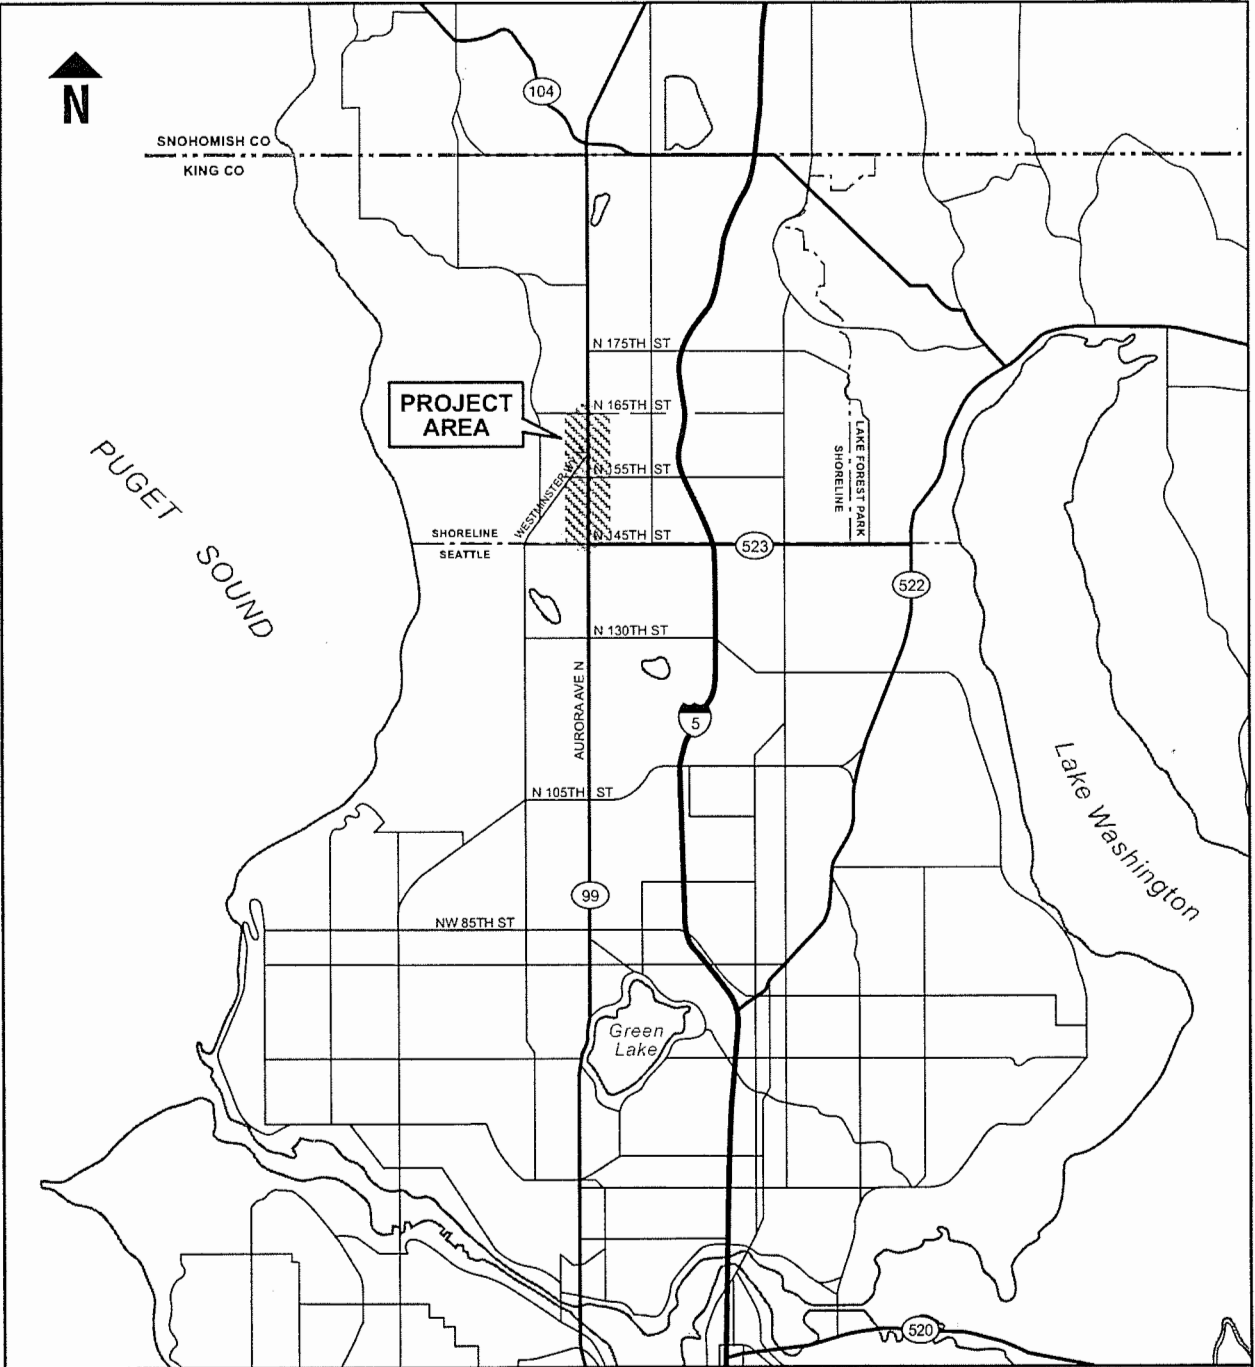 104
N
SNOHOMISH CO
KING CO
N 175TH ST
PROJECT
AREA
N 165TH ST
LAKE FOREST PARK
SHORELINE
PUGET
SOUND
N 155TH ST
WESTMINSTER WY N
SHORELINE
SEATTLE
N 145TH ST
523
522
N 130TH ST
AURORA AVE N
5
Lake Washington
N 105TH ST
99
NW 85TH ST
Green
Lake
520